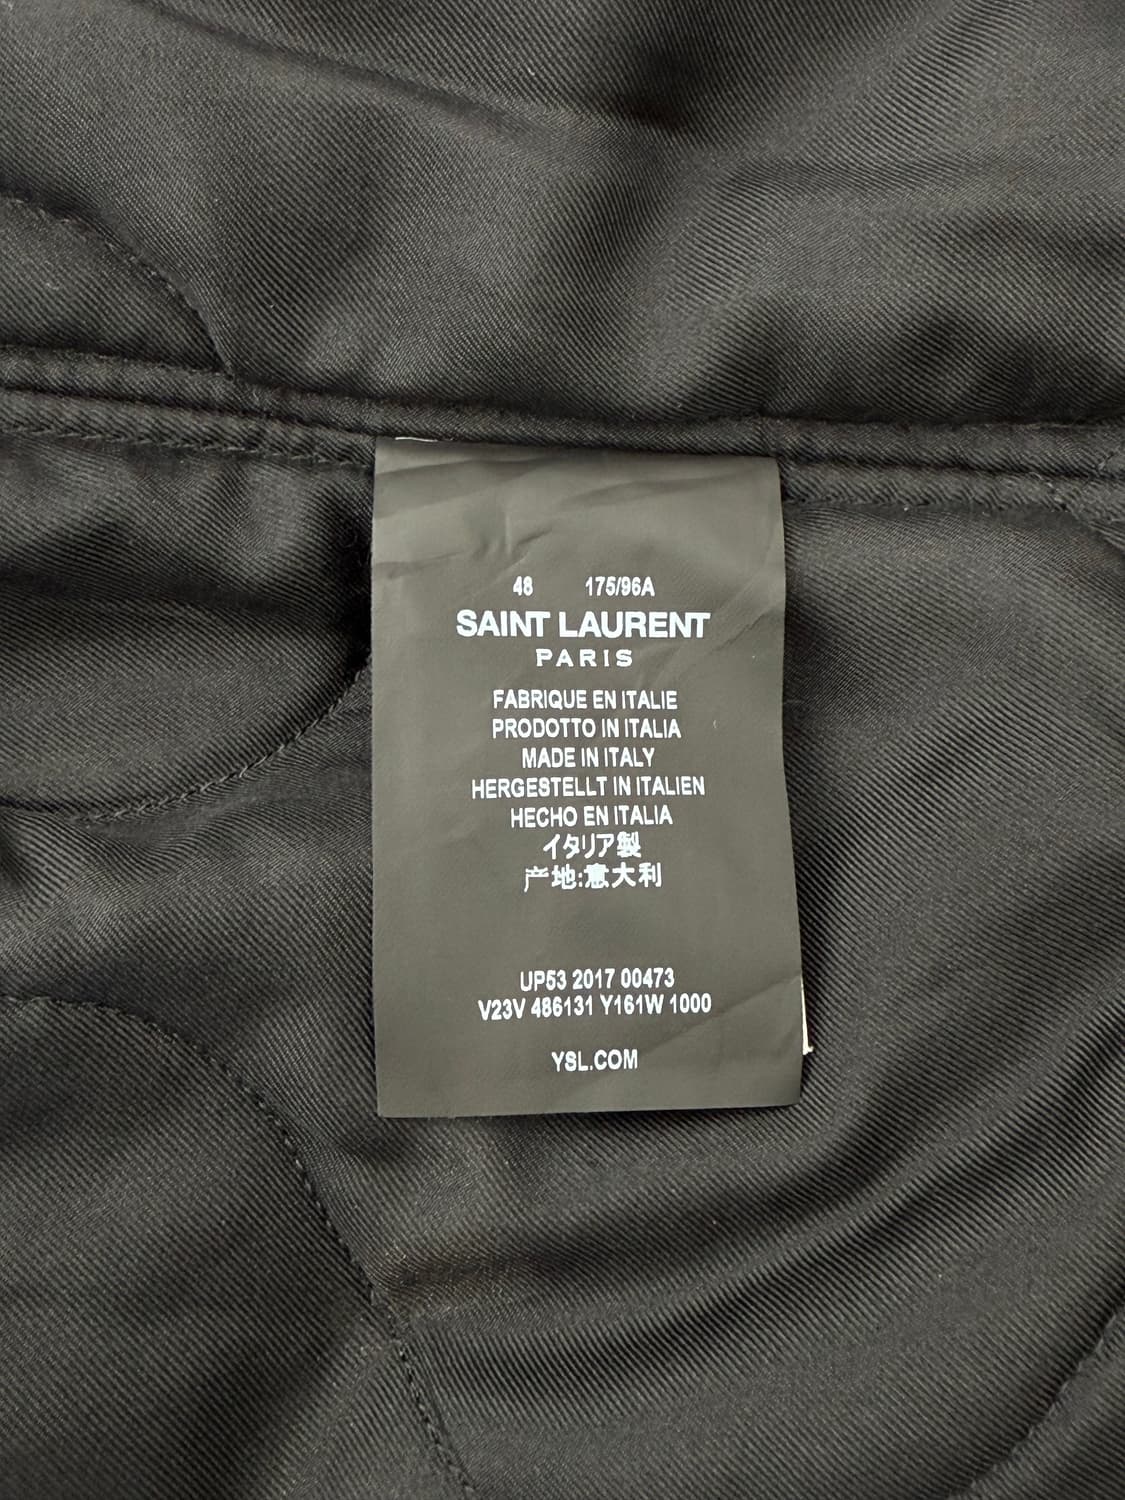 48 175/96A
SAINT LAURENT
PARIS
FABRIQUE EN ITALIE
PRODOTTO IN ITALIA
MADE IN ITALY
HERGESTELLT IN ITALIEN
HECHO EN ITALIA
イタリア製
产地:意大利
UP53 2017 00473
V23V 486131 Y161W 1000
YSL.COM